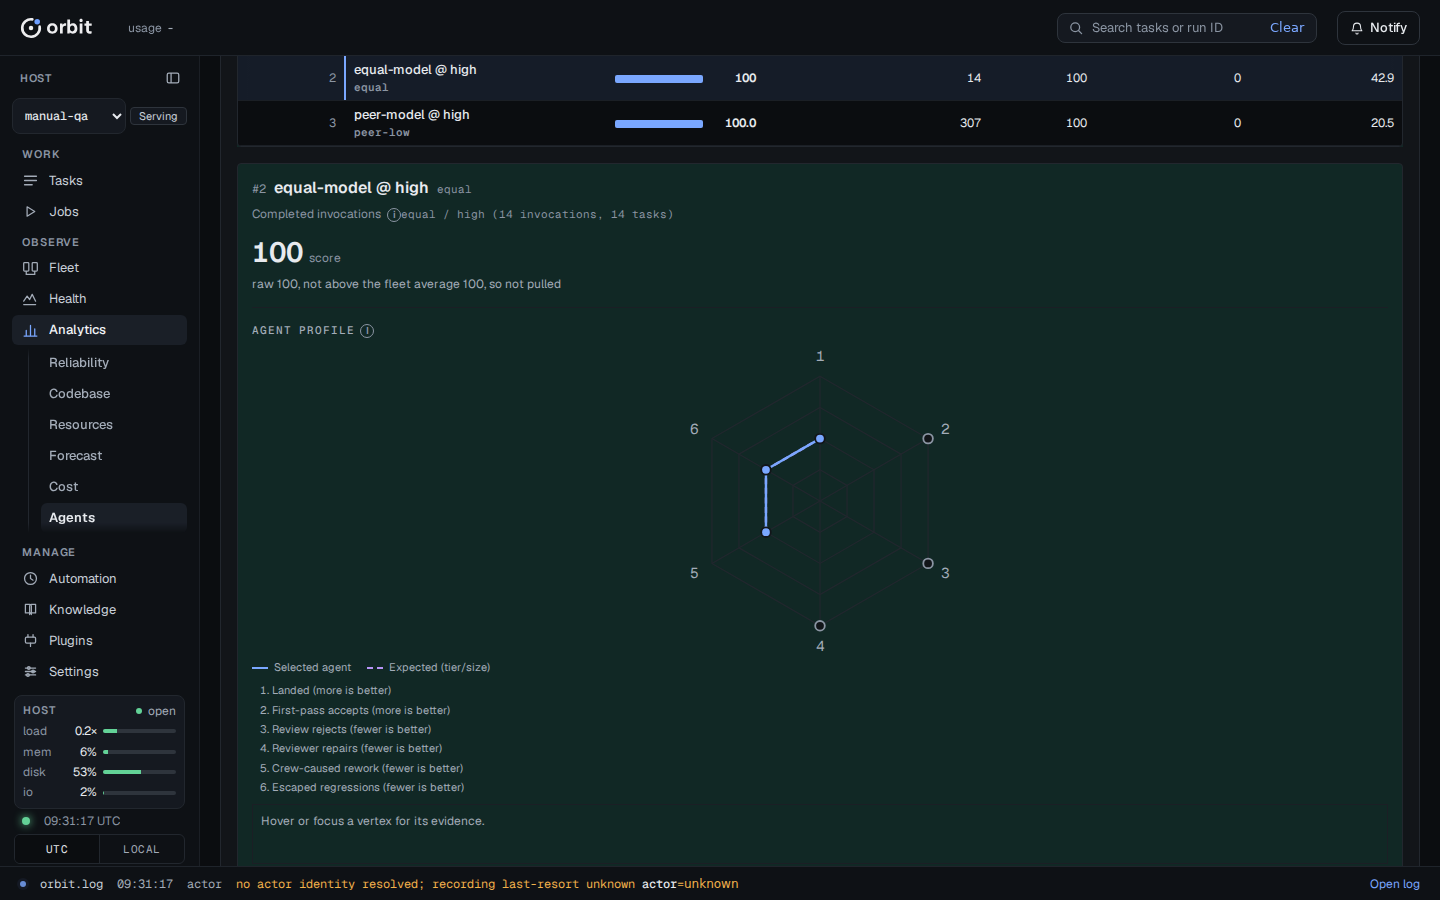 orbit
usage -
Search tasks or run ID
Clear
Notify
HOST
manual-qa
Serving
WORK
Tasks
Jobs
OBSERVE
Fleet
Health
Analytics
Reliability
Codebase
Resources
Forecast
Cost
Agents
MANAGE
Automation
Knowledge
Plugins
Settings
HOST open
load 0.2×
mem 6%
disk 53%
io 2%
09:31:17 UTC
UTC LOCAL
2 equal-model @ high 100 14 100 0 42.9
equal
3 peer-model @ high 100.0 307 100 0 20.5
peer-low
#2 equal-model @ high equal
Completed invocations i equal / high (14 invocations, 14 tasks)
100 score
raw 100, not above the fleet average 100, so not pulled
AGENT PROFILE i
1
6
2
5
3
4
Selected agent
Expected (tier/size)
1. Landed (more is better)
2. First-pass accepts (more is better)
3. Review rejects (fewer is better)
4. Reviewer repairs (fewer is better)
5. Crew-caused rework (fewer is better)
6. Escaped regressions (fewer is better)
Hover or focus a vertex for its evidence.
orbit.log 09:31:17 actor no actor identity resolved; recording last-resort unknown actor=unknown
Open log